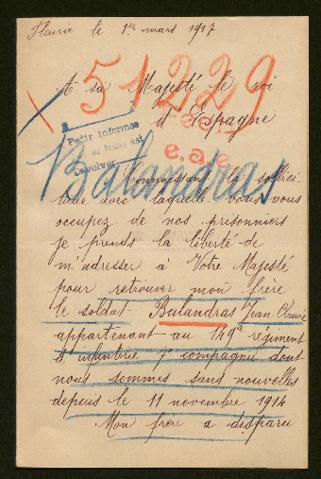 Fleurie le 1er mars 1917
51229
A sa Majesté le roi
d'Espagne
Pedir informes
Devolver
e.a.e
Balandras
Connaissant la sollici
tude avec laquelle vous vous
occupez de nos prisonniers
je prends la liberté de
m'adresser à Votre Majesté
pour retrouver mon frère
le soldat Balandras Jean Claude
appartenant au 149e régiment
d'infanterie 7e compagnie dont
nous sommes sans nouvelles
depuis le 11 novembre 1914
Mon frère a disparu